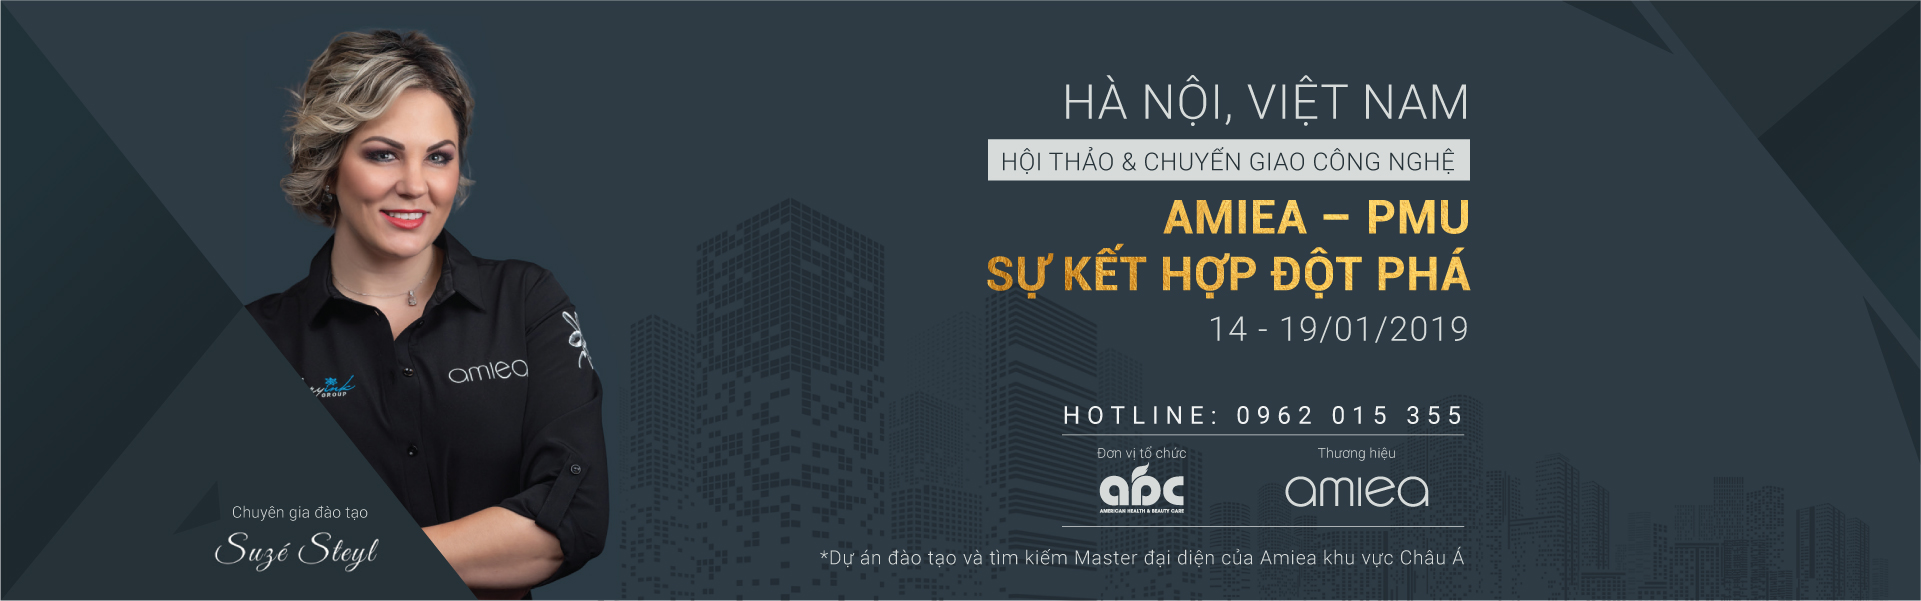 HÀ NỘI, VIỆT NAM
HỘI THẢO & CHUYẾN GIAO CÔNG NGHỆ
AMIEA – PMU
SỰ KẾT HỢP ĐỘT PHÁ
14 - 19/01/2019
HOTLINE: 0962 015 355
Đơn vị tổ chức
Thương hiệu
abc
AMERICAN HEALTH & BEAUTY CARE
amiea
*Dự án đào tạo và tìm kiếm Master đại diện của Amiea khu vực Châu Á
amiea
GROUP
Chuyên gia đào tạo
Suzé Steyl